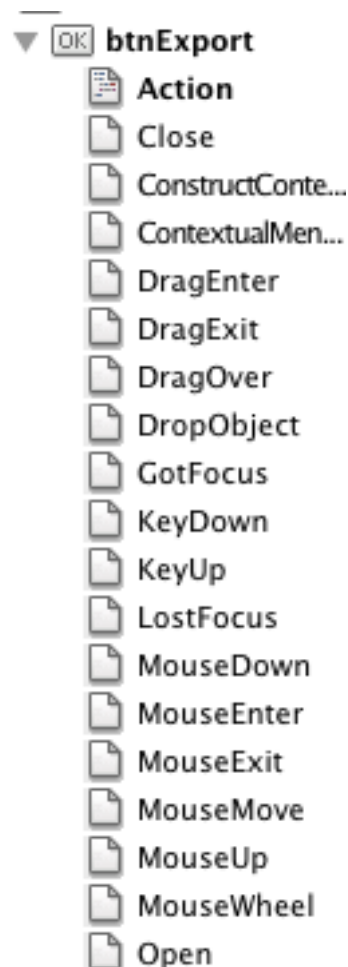 OK btnExport
Action
Close
ConstructConte...
ContextualMen...
DragEnter
DragExit
DragOver
DropObject
GotFocus
KeyDown
KeyUp
LostFocus
MouseDown
MouseEnter
MouseExit
MouseMove
MouseUp
MouseWheel
Open